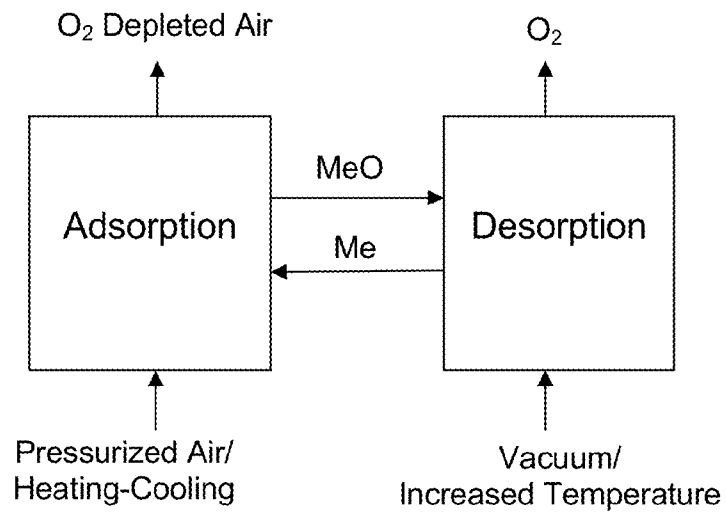 O₂ Depleted Air
O₂
MeO
Adsorption
Desorption
Me
Pressurized Air/
Heating-Cooling
Vacuum/
Increased Temperature